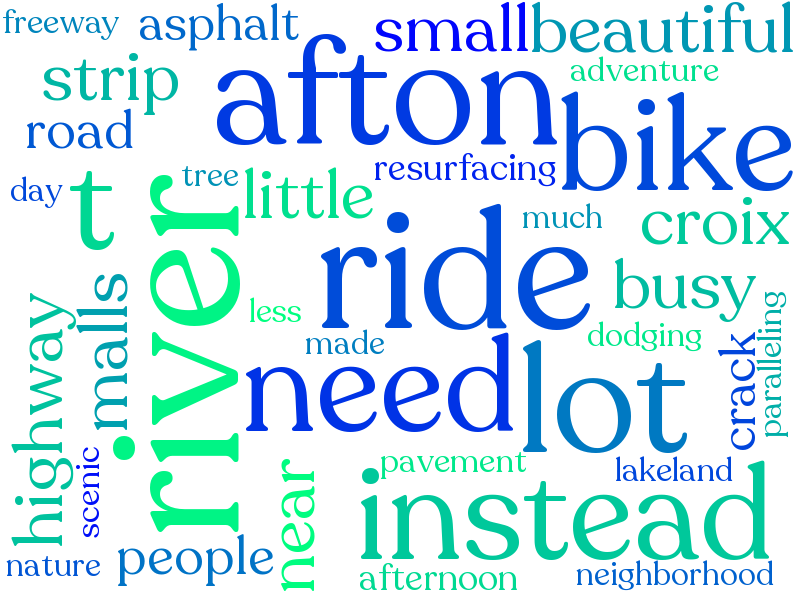 freeway
asphalt
small
beautiful
strip
afton
adventure
road
bike
resurfacing
day
t
tree
little
river
ride
much
croix
busy
highway
malls
less
made
dodging
paralleling
crack
need
lot
scenic
near
pavement
lakeland
instead
nature
people
afternoon
neighborhood